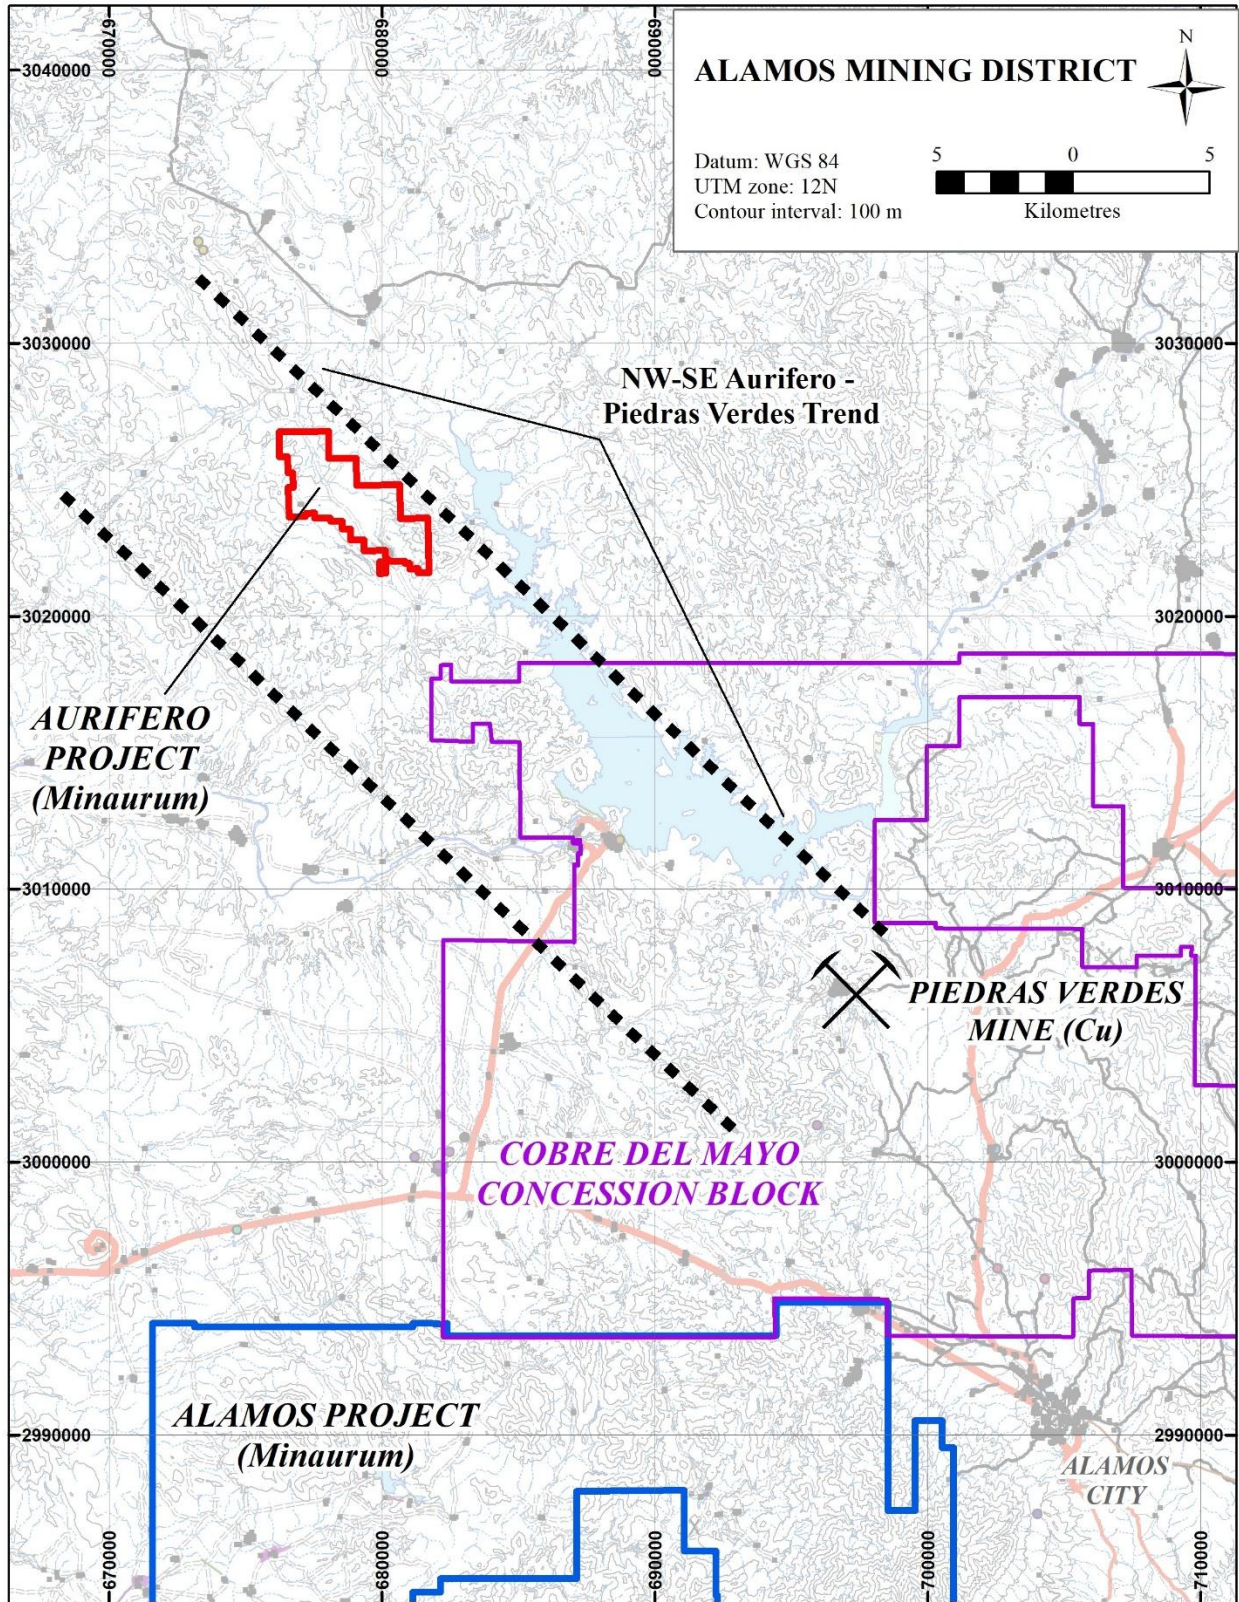 670000
680000
690000
ALAMOS MINING DISTRICT
N
Datum: WGS 84
UTM zone: 12N
Contour interval: 100 m
5 0 5
Kilometres
3040000
3030000
3030000
NW-SE Aurifero -
Piedras Verdes Trend
3020000
3020000
AURIFERO
PROJECT
(Minaurum)
3010000
3010000
PIEDRAS VERDES
MINE (Cu)
COBRE DEL MAYO
CONCESSION BLOCK
3000000
3000000
ALAMOS PROJECT
(Minaurum)
2990000
2990000
ALAMOS
CITY
670000
680000
690000
700000
710000